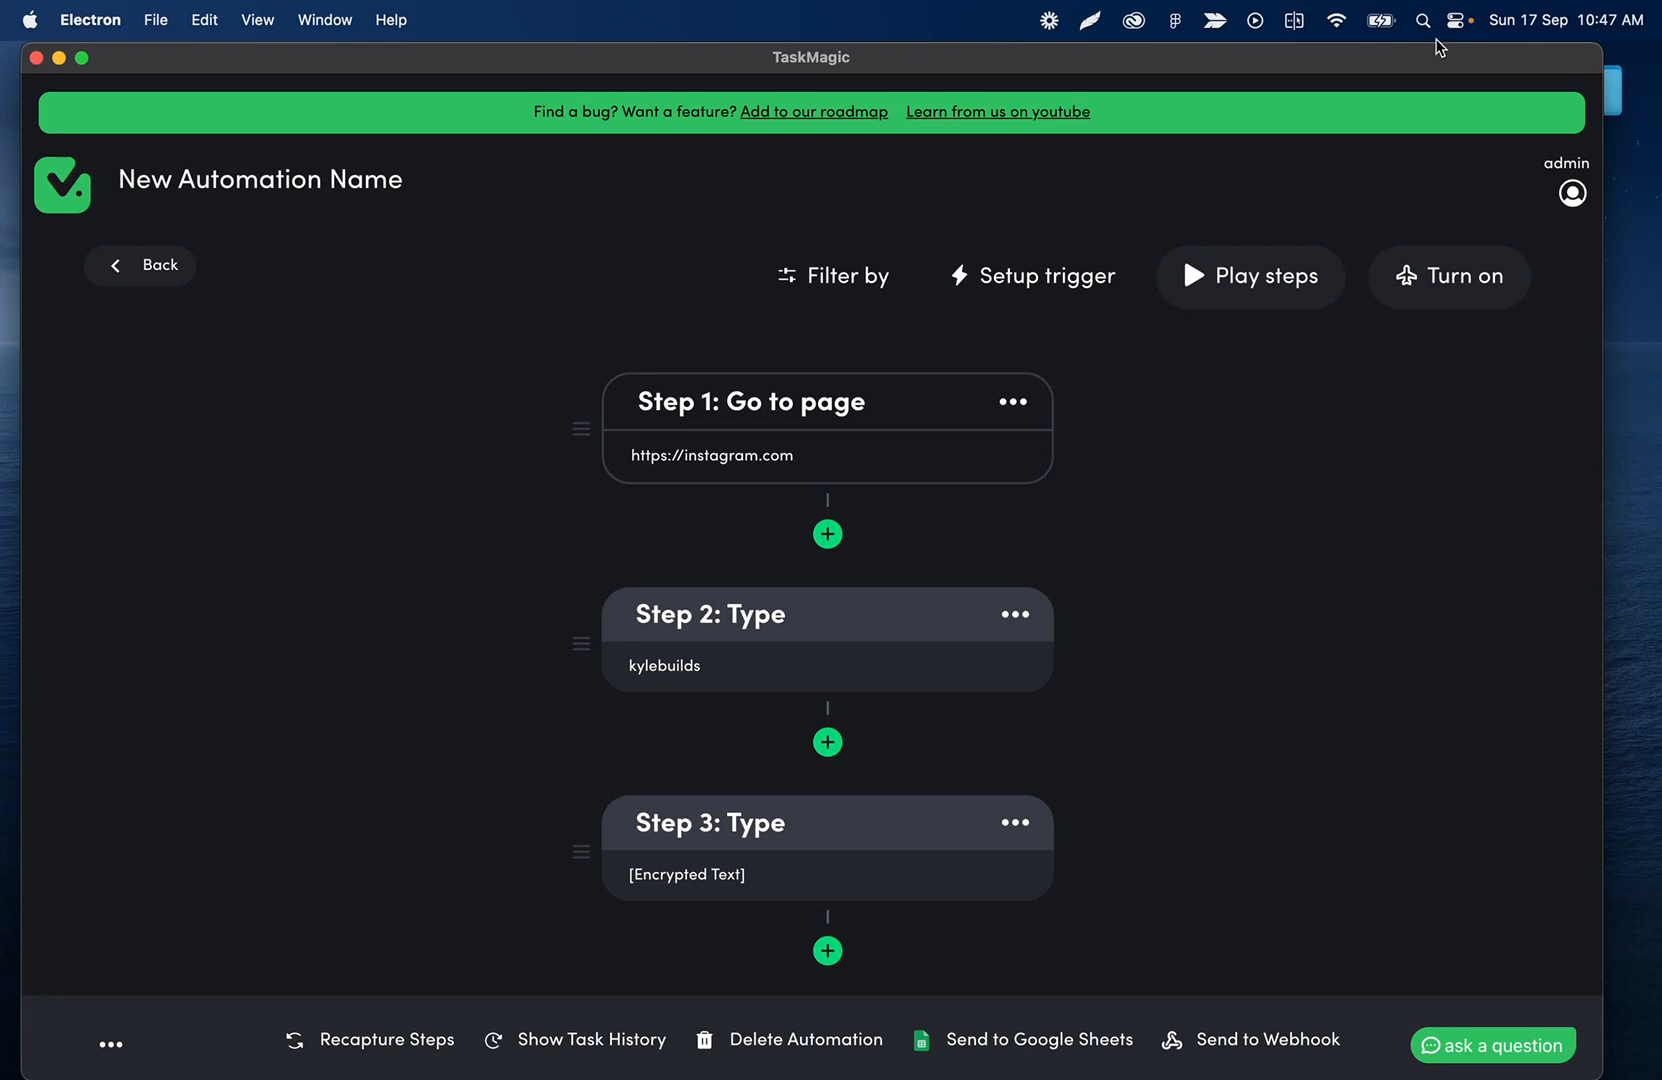 Electron File Edit View Window Help Sun 17 Sep 10:47 AM
TaskMagic
Find a bug? Want a feature? Add to our roadmap Learn from us on youtube
New Automation Name
admin
Back
Filter by Setup trigger Play steps Turn on
Step 1: Go to page
https://instagram.com
Step 2: Type
kylebuilds
Step 3: Type
[Encrypted Text]
Recapture Steps Show Task History Delete Automation Send to Google Sheets Send to Webhook ask a question